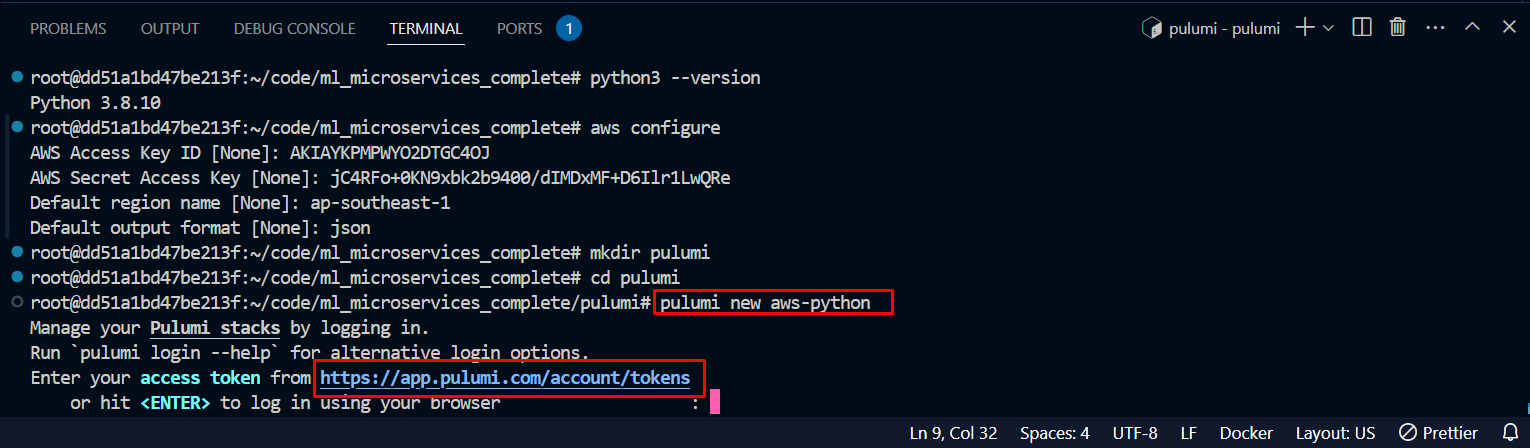 PROBLEMS OUTPUT DEBUG CONSOLE TERMINAL PORTS 1 pulumi - pulumi
root@dd51a1bd47be213f:~/code/ml_microservices_complete# python3 --version
Python 3.8.10
root@dd51a1bd47be213f:~/code/ml_microservices_complete# aws configure
AWS Access Key ID [None]: AKIAYKPMPWYO2DTGC4OJ
AWS Secret Access Key [None]: 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
Default region name [None]: ap-southeast-1
Default output format [None]: json
root@dd51a1bd47be213f:~/code/ml_microservices_complete# mkdir pulumi
root@dd51a1bd47be213f:~/code/ml_microservices_complete# cd pulumi
root@dd51a1bd47be213f:~/code/ml_microservices_complete/pulumi# pulumi new aws-python
Manage your Pulumi stacks by logging in.
Run `pulumi login --help` for alternative login options.
Enter your access token from https://app.pulumi.com/account/tokens
    or hit <ENTER> to log in using your browser                   :
Ln 9, Col 32 Spaces: 4 UTF-8 LF Docker Layout: US Prettier